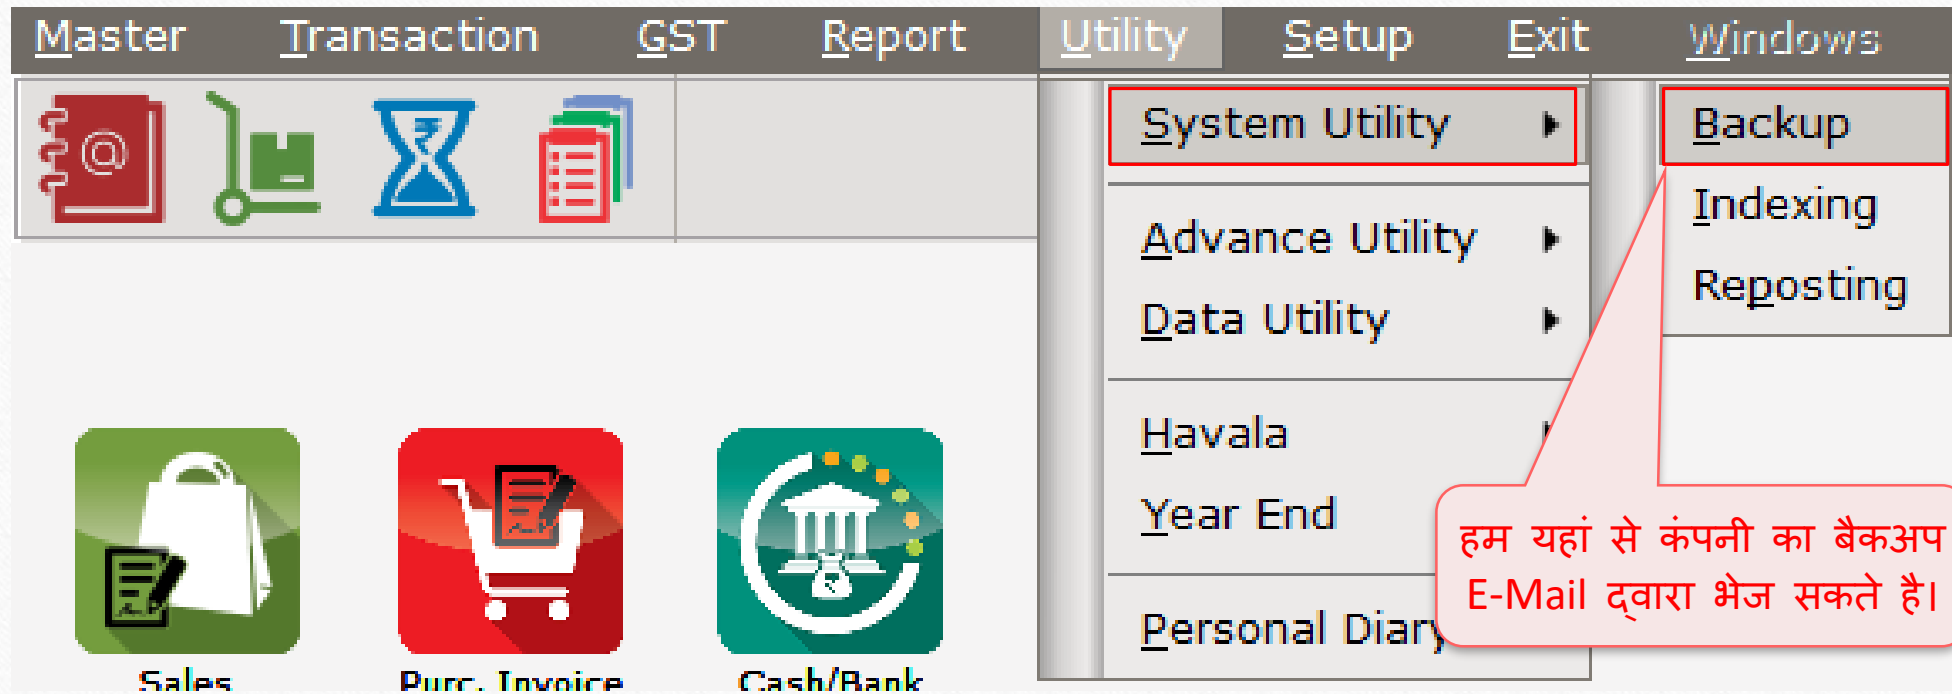 Master Transaction GST Report Utility Setup Exit Windows
System Utility
Advance Utility
Data Utility
Havala
Year End
Personal Diary
Backup
Indexing
Reposting
हम यहां से कंपनी का बैकअप
E-Mail द्वारा भेज सकते है।
Sales
Purc. Invoice
Cash/Bank